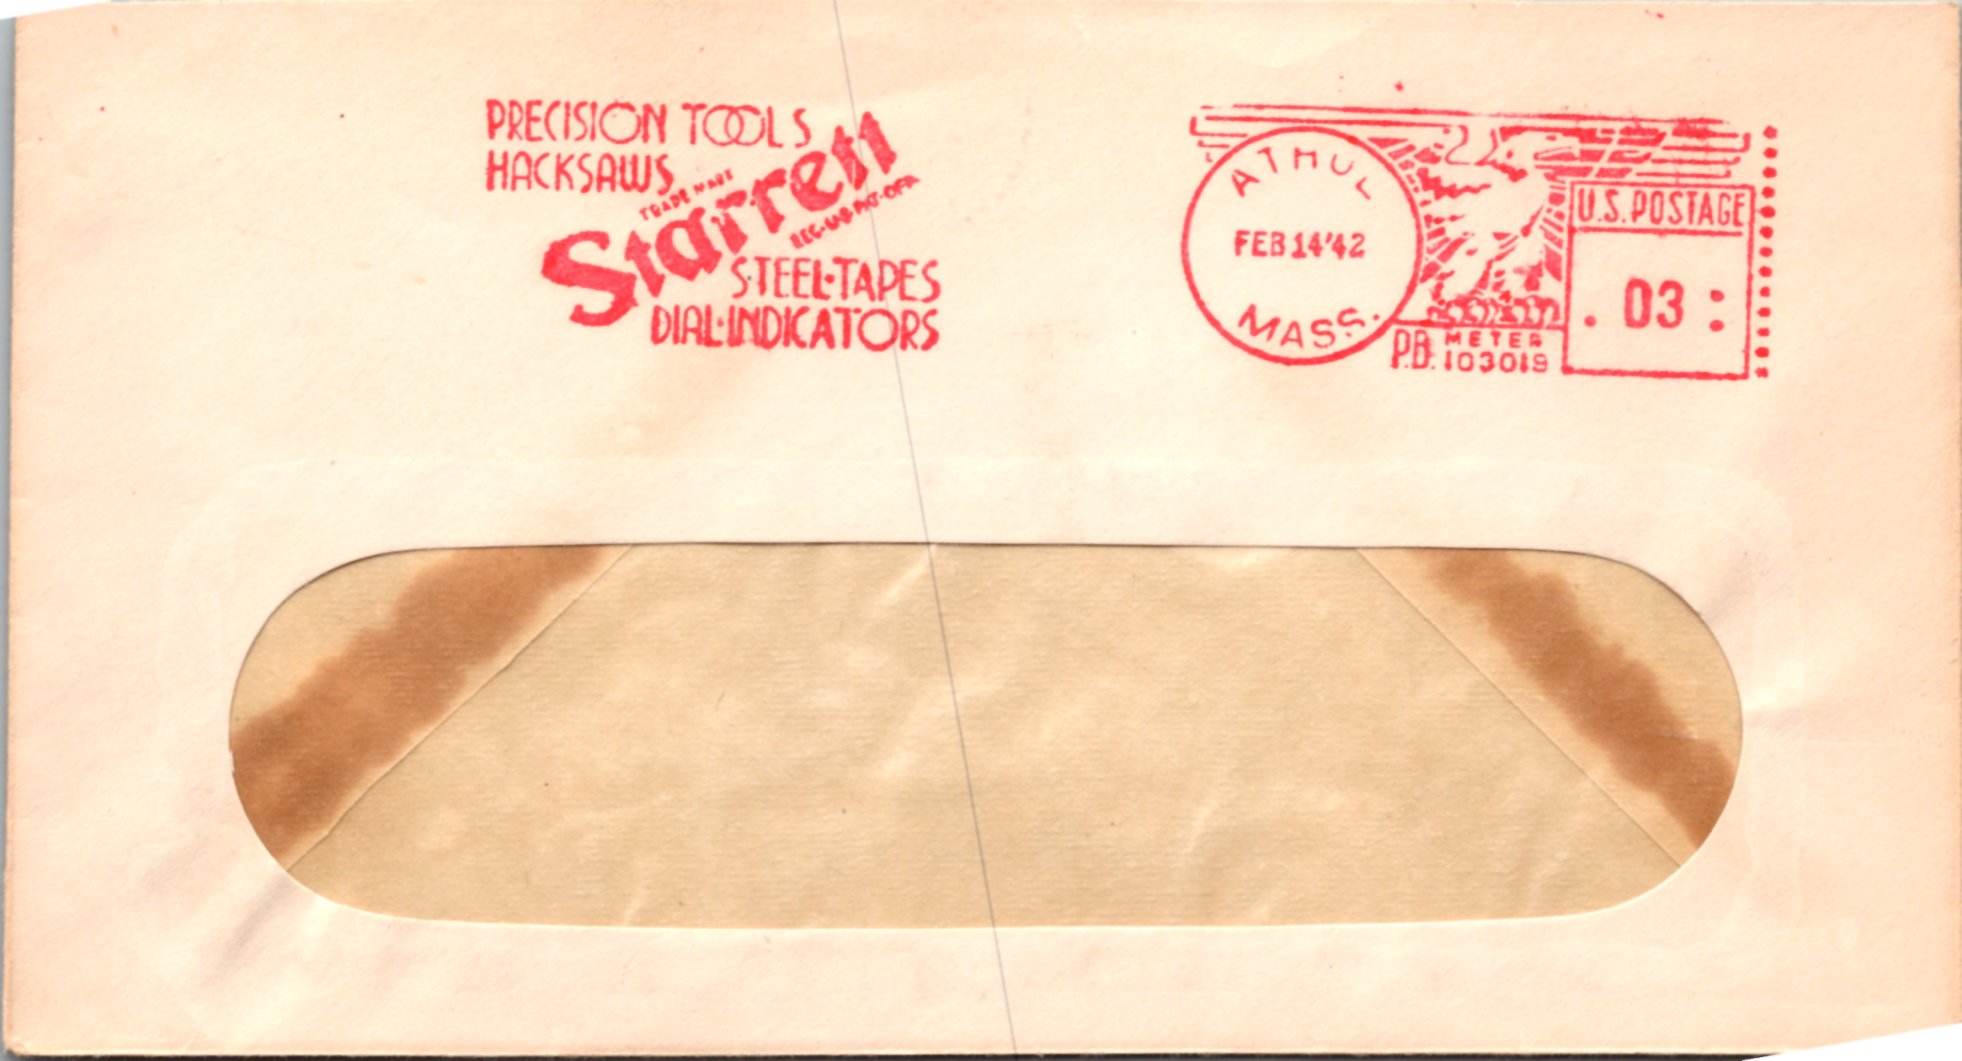 PRECISION TOOLS
HACKSAWS
TRADE MARK
Starrett
REG·U·S·PAT·OFF
STEEL·TAPES
DIAL·INDICATORS
ATHOL
FEB 14 '42
MASS.
U.S. POSTAGE
. 03 :
P.B. METER
103019